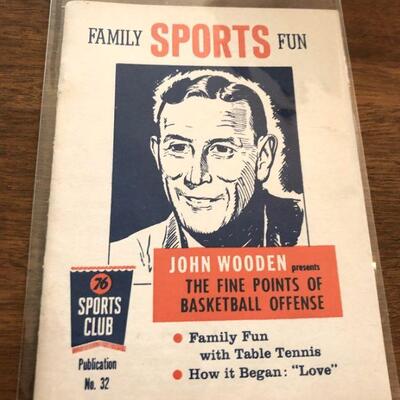 FAMILY SPORTS FUN
JOHN WOODEN presents
THE FINE POINTS OF
BASKETBALL OFFENSE
76
SPORTS
CLUB
Publication
No. 32
• Family Fun
with Table Tennis
• How it Began: "Love"